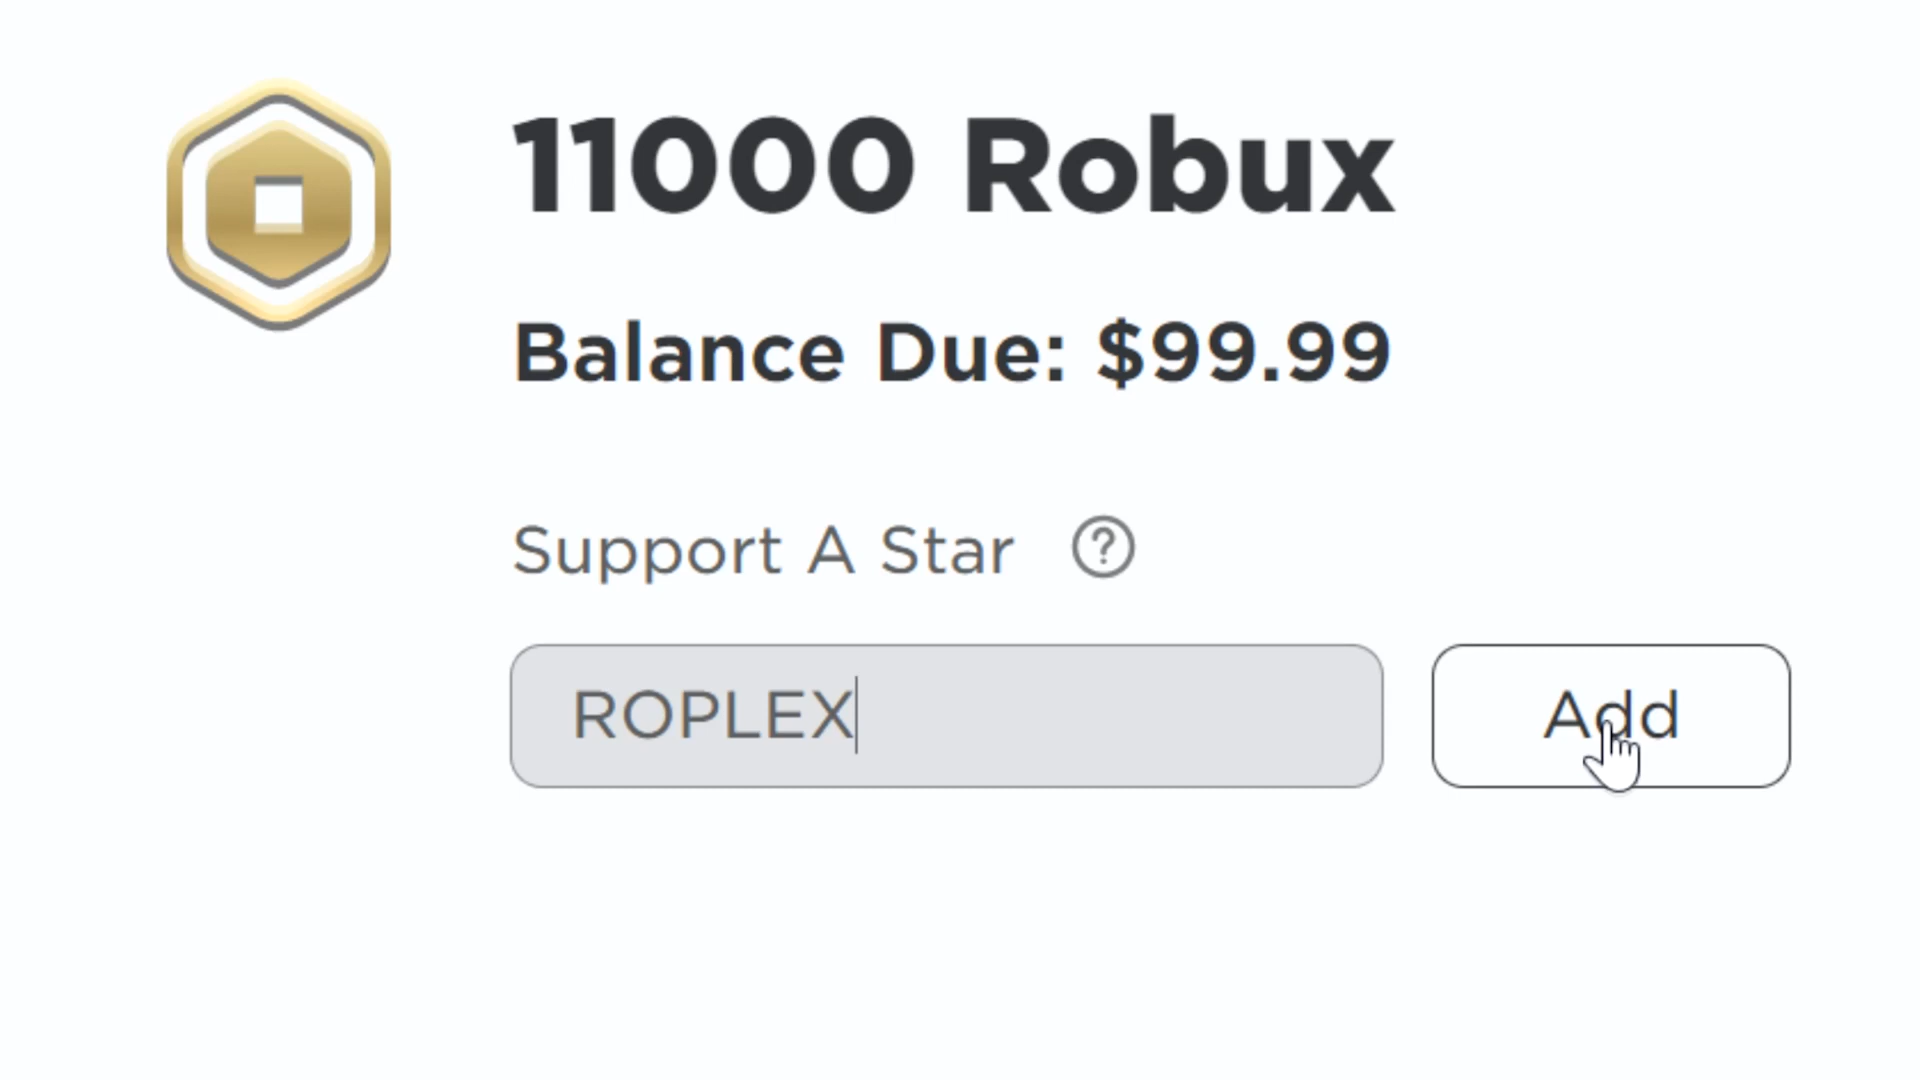 11000 Robux
Balance Due: $99.99
Support A Star ?
ROPLEX
Add